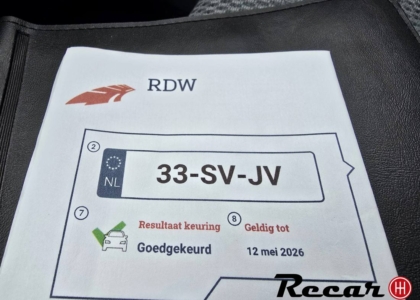 RDW
2
NL
33-SV-JV
7
Resultaat keuring
Goedgekeurd
8
Geldig tot
12 mei 2026
Recar H